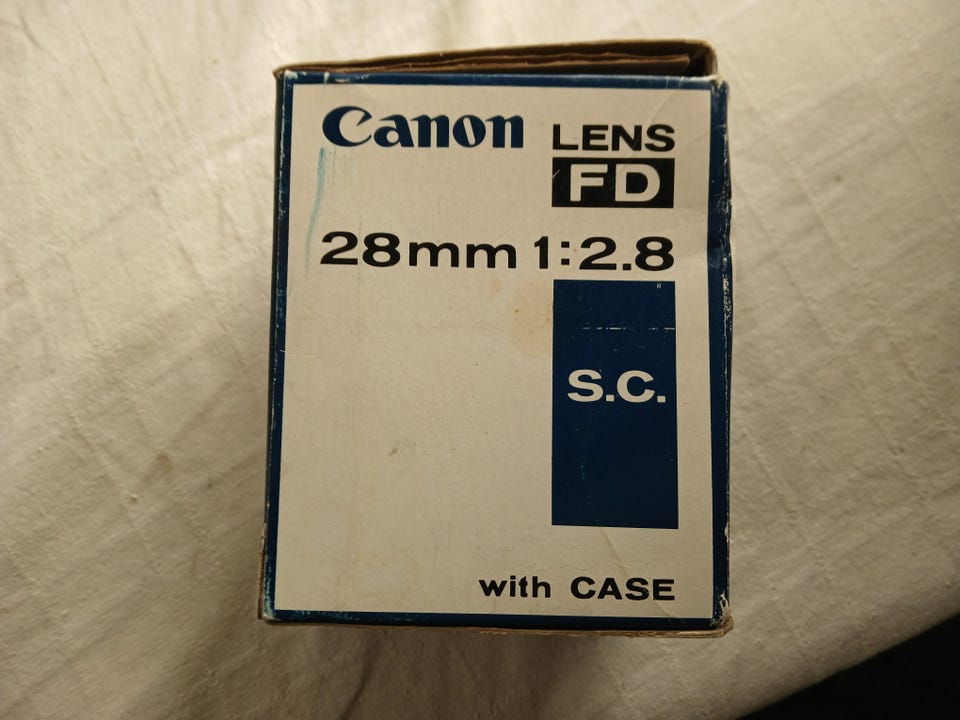 Canon LENS
FD
28mm 1:2.8
S.C.
with CASE